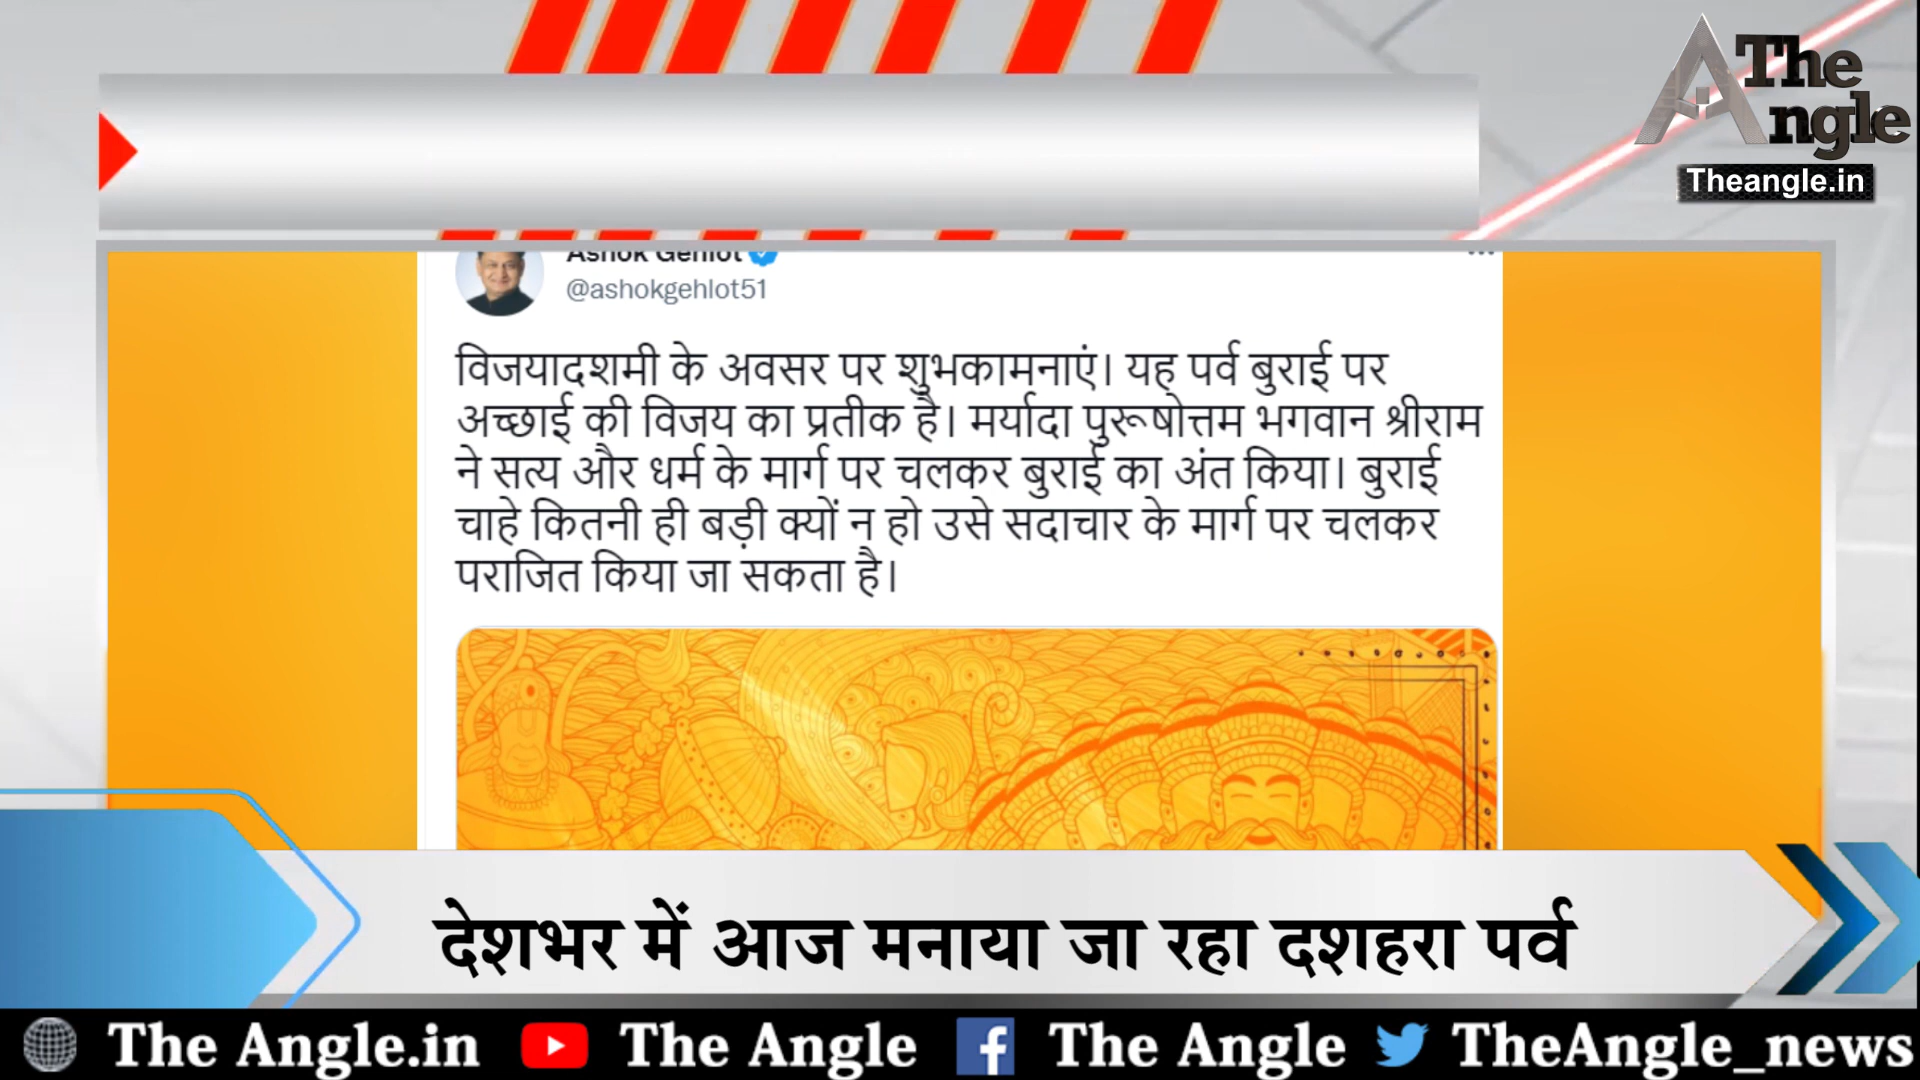 The
Angle
Theangle.in
Ashok Gehlot
@ashokgehlot51
विजयादशमी के अवसर पर शुभकामनाएं। यह पर्व बुराई पर
अच्छाई की विजय का प्रतीक है। मर्यादा पुरूषोत्तम भगवान श्रीराम
ने सत्य और धर्म के मार्ग पर चलकर बुराई का अंत किया। बुराई
चाहे कितनी ही बड़ी क्यों न हो उसे सदाचार के मार्ग पर चलकर
पराजित किया जा सकता है।
देशभर में आज मनाया जा रहा दशहरा पर्व
The Angle.in The Angle The Angle TheAngle_news